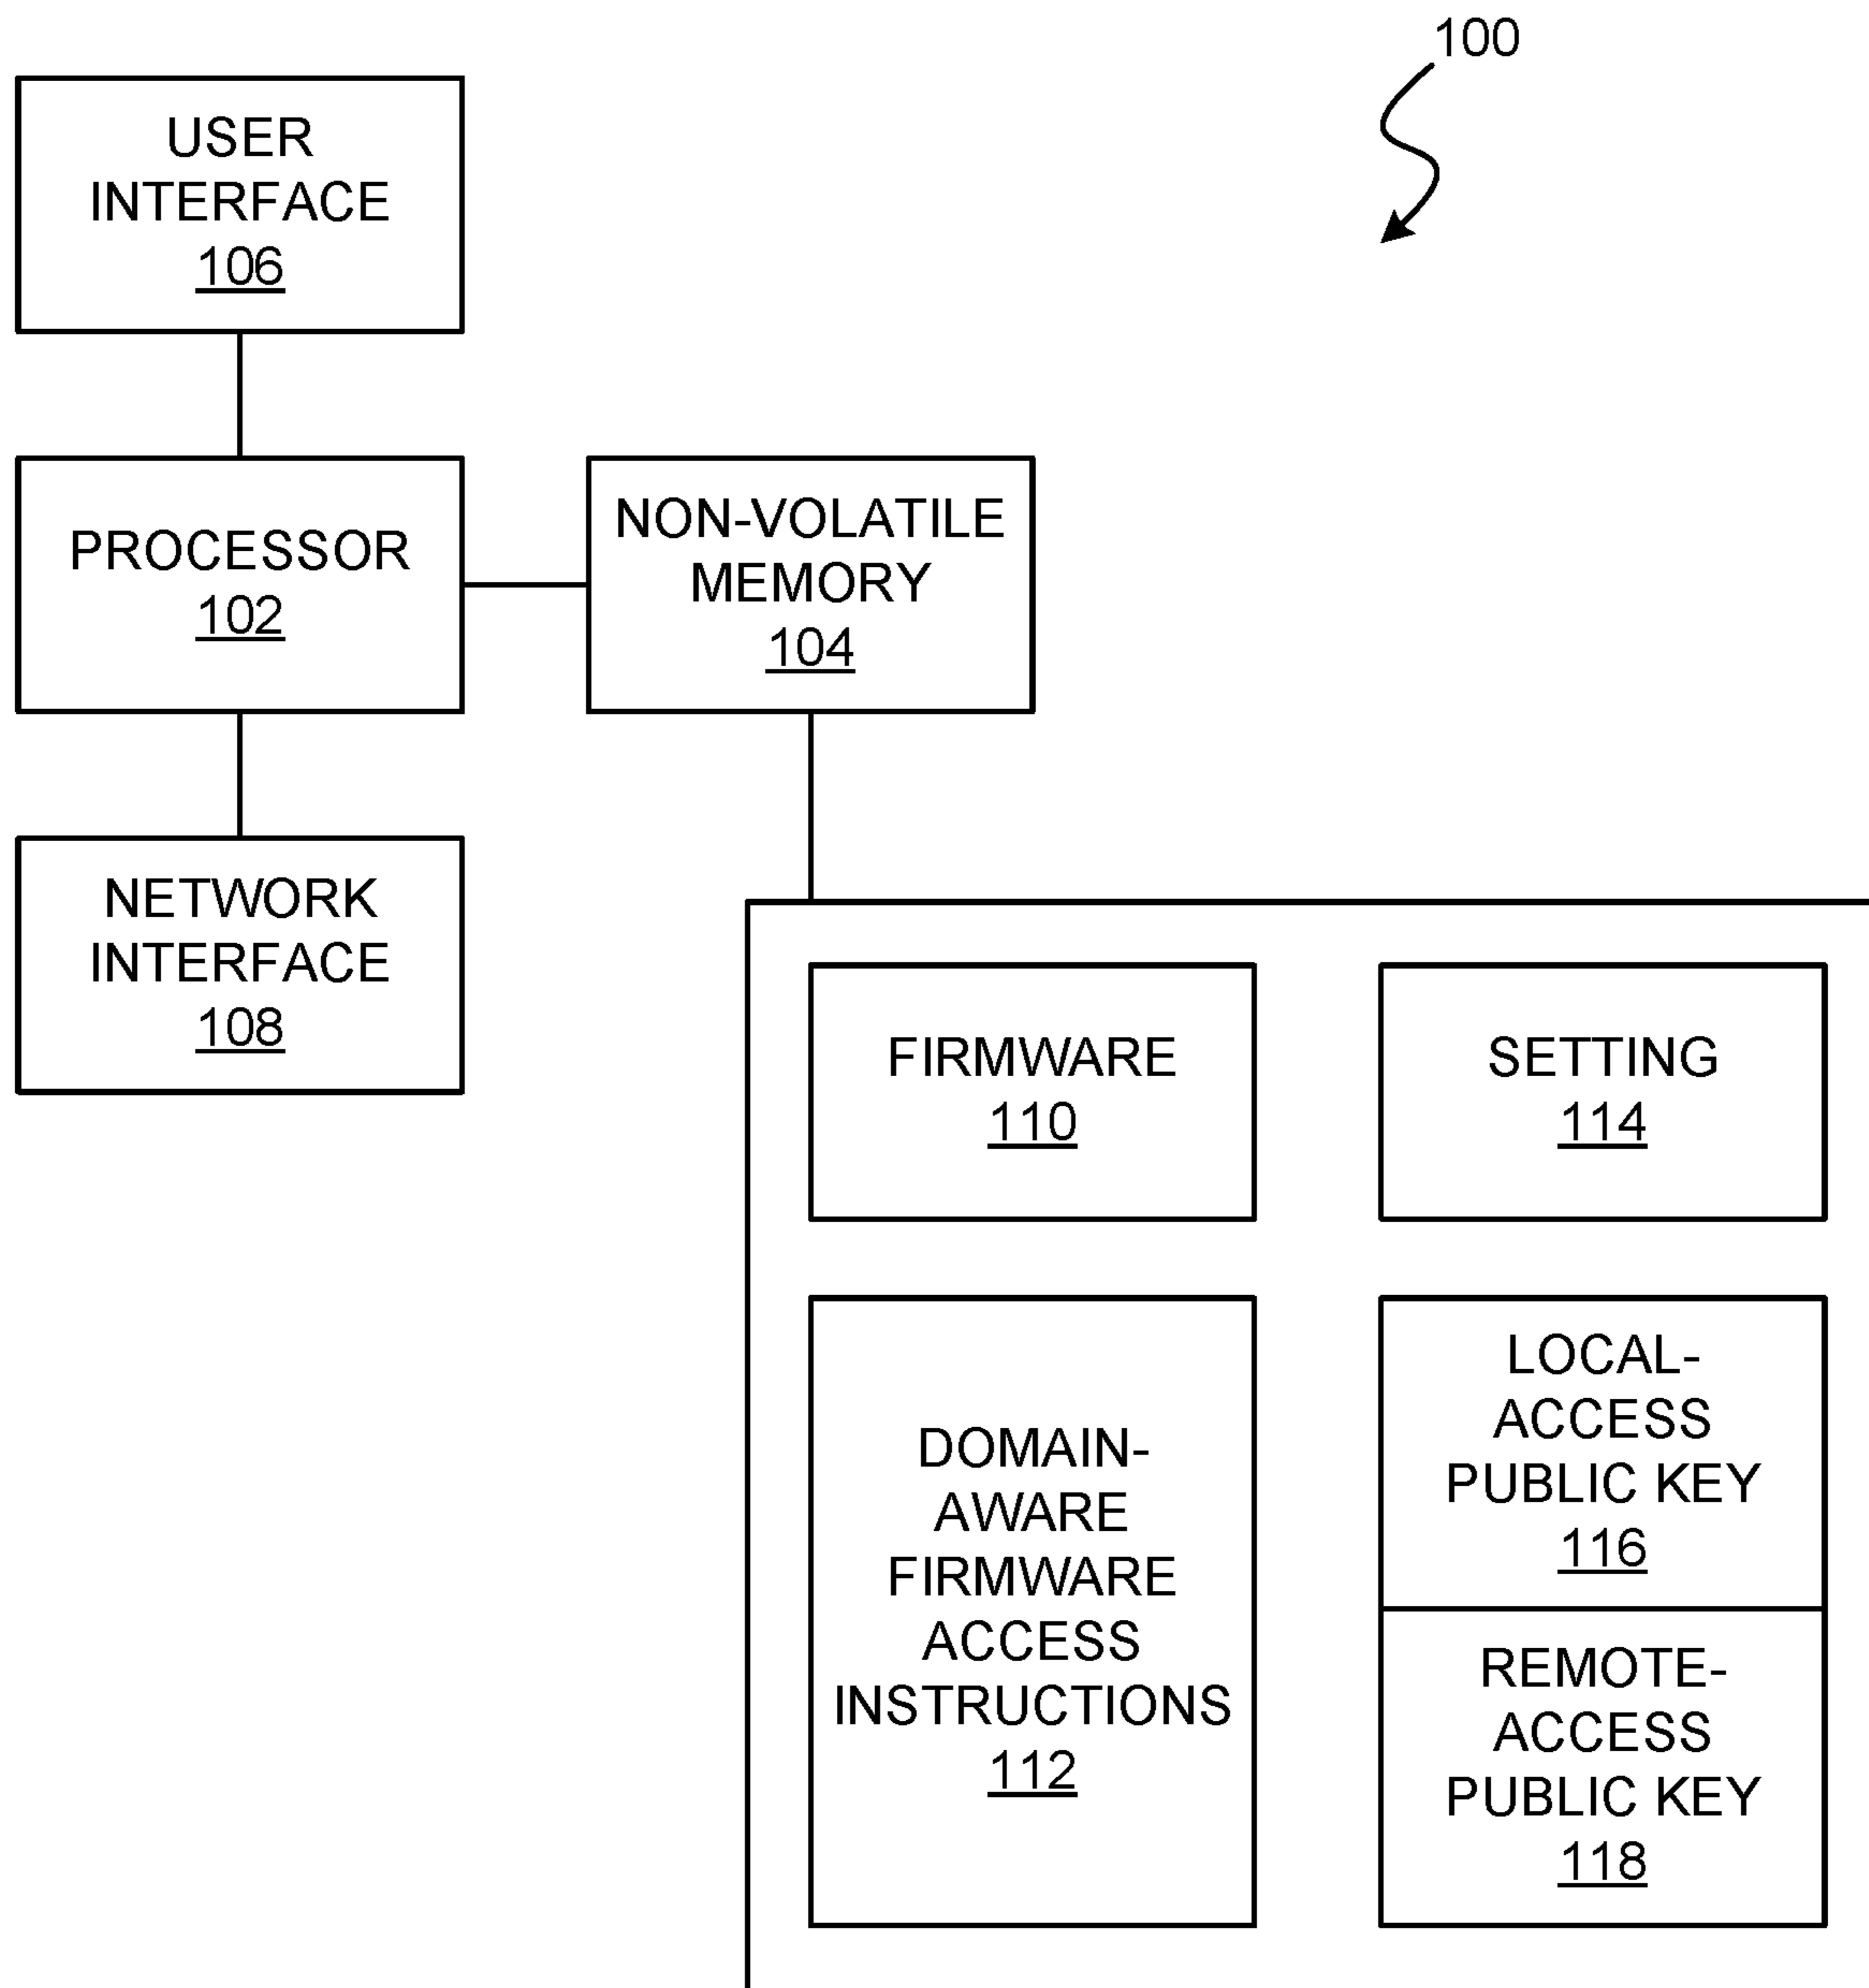 100
USER
INTERFACE
106
PROCESSOR
102
NON-VOLATILE
MEMORY
104
NETWORK
INTERFACE
108
FIRMWARE
110
SETTING
114
DOMAIN-
AWARE
FIRMWARE
ACCESS
INSTRUCTIONS
112
LOCAL-
ACCESS
PUBLIC KEY
116
REMOTE-
ACCESS
PUBLIC KEY
118